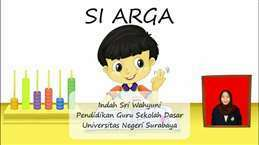 SI ARGA
Indah Sri Wahyuni
Pendidikan Guru Sekolah Dasar
Universitas Negeri Surabaya